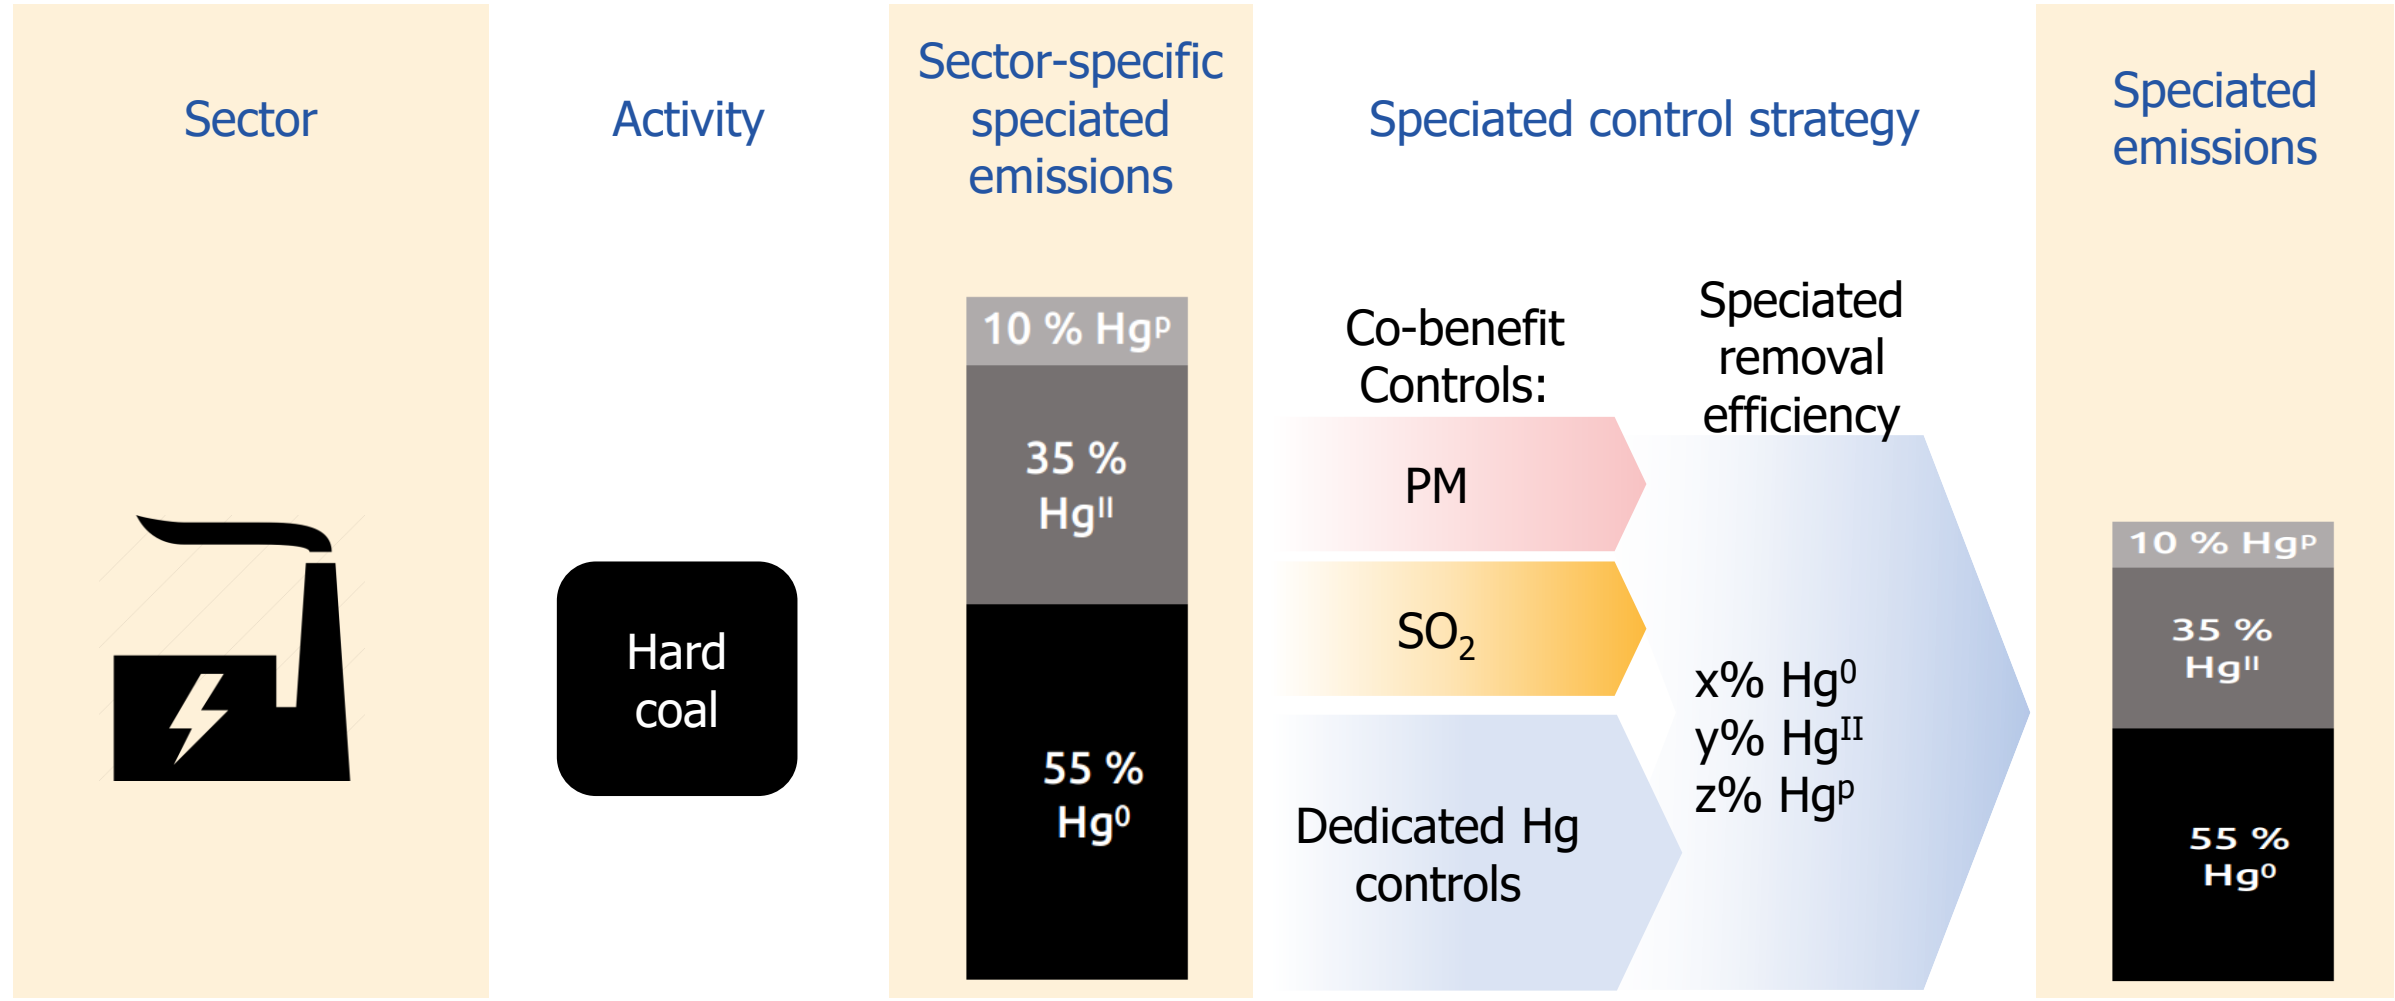 Sector
Activity
Sector-specific
speciated
emissions
Speciated control strategy
Speciated
emissions
10 % Hgᵖ
35 %
Hgᴵᴵ
55 %
Hg⁰
Hard
coal
Co-benefit
Controls:
PM
SO₂
Dedicated Hg
controls
Speciated
removal
efficiency
x% Hg⁰
y% Hgᴵᴵ
z% Hgᵖ
10 % Hgᵖ
35 %
Hgᴵᴵ
55 %
Hg⁰